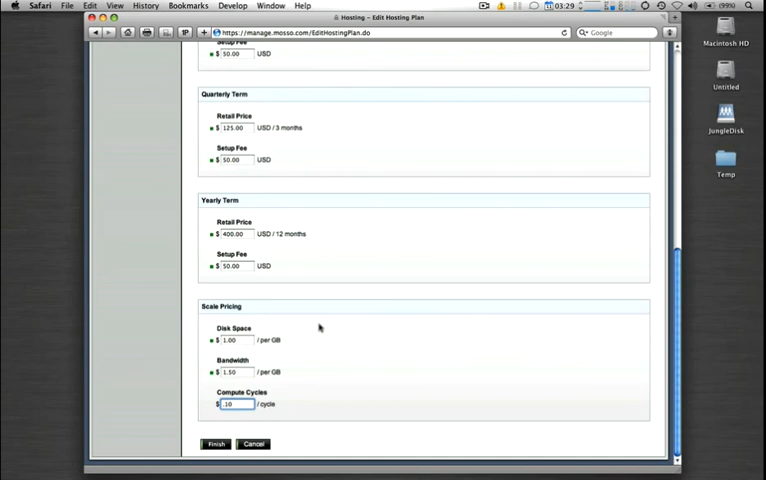 Safari File Edit View History Bookmarks Develop Window Help 03:29 (99%)
Hosting – Edit Hosting Plan
https://manage.mosso.com/EditHostingPlan.do Google
Macintosh HD
Untitled
JungleDisk
Temp
Setup Fee
$ 50.00 USD
Quarterly Term
Retail Price
$ 125.00 USD / 3 months
Setup Fee
$ 50.00 USD
Yearly Term
Retail Price
$ 400.00 USD / 12 months
Setup Fee
$ 50.00 USD
Scale Pricing
Disk Space
$ 1.00 / per GB
Bandwidth
$ 1.50 / per GB
Compute Cycles
$ .10 / cycle
Finish Cancel